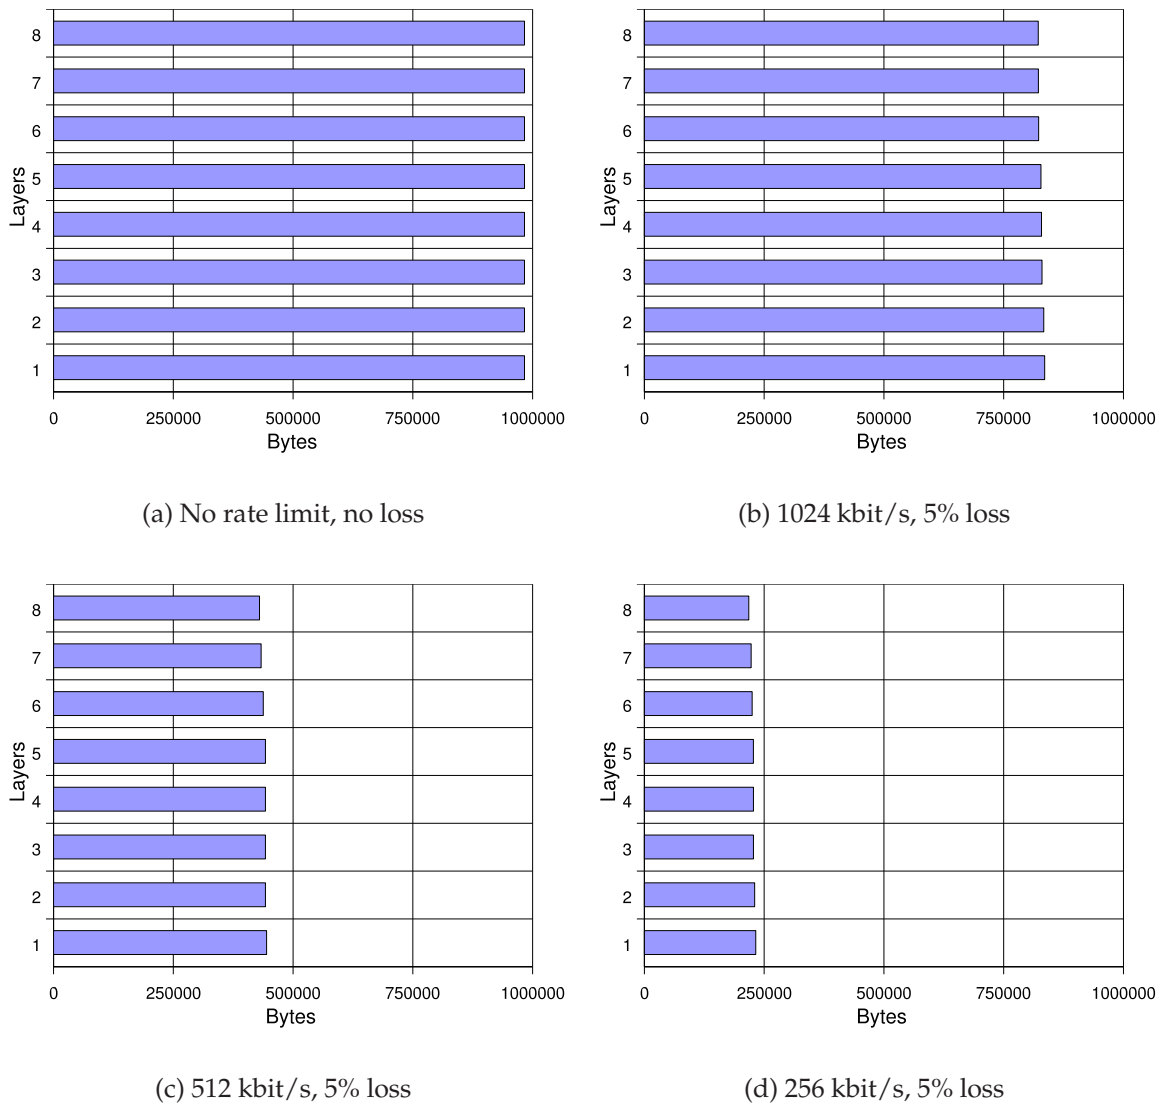 8
7
6
5
4
3
2
1
Layers
0 250000 500000 750000 1000000
Bytes
(a) No rate limit, no loss
8
7
6
5
4
3
2
1
Layers
0 250000 500000 750000 1000000
Bytes
(b) 1024 kbit/s, 5% loss
8
7
6
5
4
3
2
1
Layers
0 250000 500000 750000 1000000
Bytes
(c) 512 kbit/s, 5% loss
8
7
6
5
4
3
2
1
Layers
0 250000 500000 750000 1000000
Bytes
(d) 256 kbit/s, 5% loss